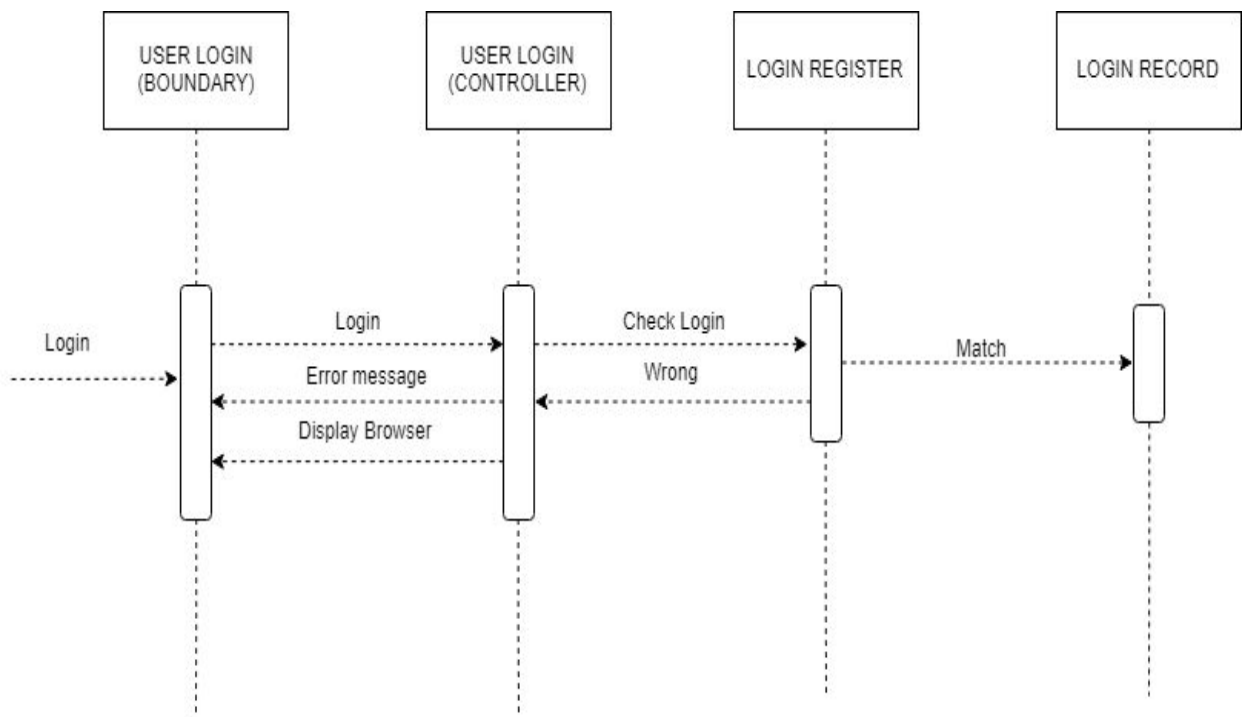 USER LOGIN
(BOUNDARY)
USER LOGIN
(CONTROLLER)
LOGIN REGISTER
LOGIN RECORD
Login
Login
Check Login
Match
Error message
Wrong
Display Browser